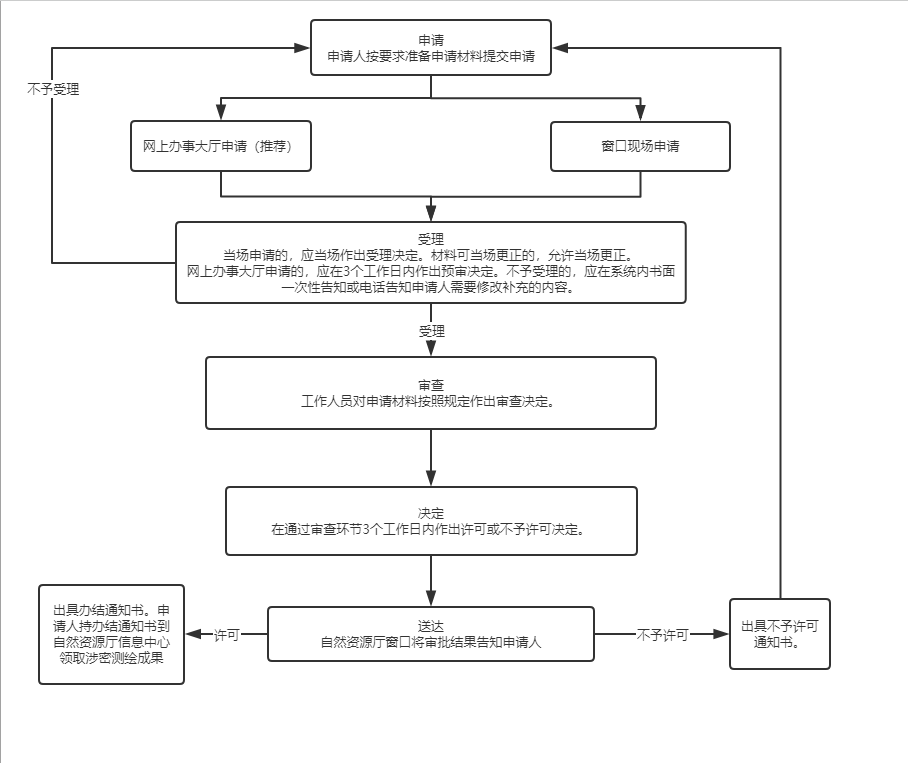 申请
申请人按要求准备申请材料提交申请
不予受理
网上办事大厅申请（推荐）
窗口现场申请
受理
当场申请的，应当场作出受理决定。材料可当场更正的，允许当场更正。
网上办事大厅申请的，应在3个工作日内作出预审决定。不予受理的，应在系统内书面
一次性告知或电话告知申请人需要修改补充的内容。
受理
审查
工作人员对申请材料按照规定作出审查决定。
决定
在通过审查环节3个工作日内作出许可或不予许可决定。
出具办结通知书。申
请人持办结通知书到
自然资源厅信息中心
领取涉密测绘成果
许可
送达
自然资源厅窗口将审批结果告知申请人
不予许可
出具不予许可
通知书。